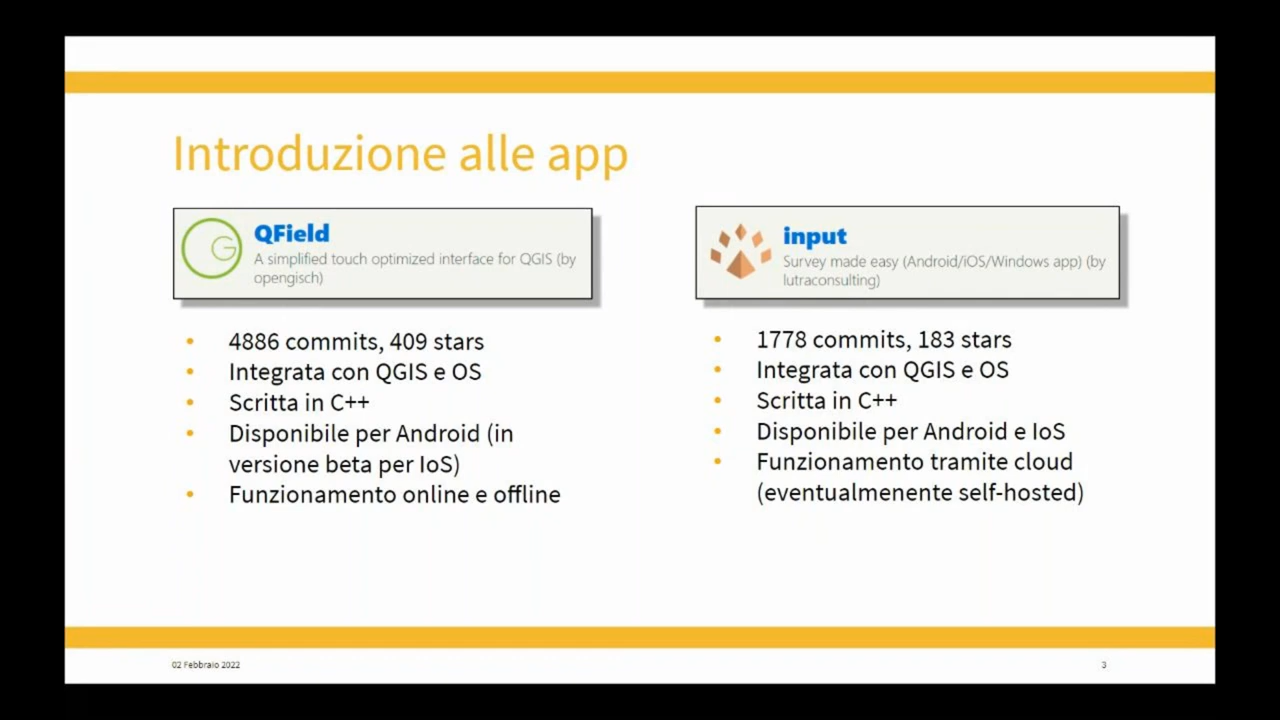 Introduzione alle app
QField
A simplified touch optimized interface for QGIS (by
opengisch)
• 4886 commits, 409 stars
• Integrata con QGIS e OS
• Scritta in C++
• Disponibile per Android (in
versione beta per IoS)
• Funzionamento online e offline
input
Survey made easy (Android/iOS/Windows app) (by
lutraconsulting)
• 1778 commits, 183 stars
• Integrata con QGIS e OS
• Scritta in C++
• Disponibile per Android e IoS
• Funzionamento tramite cloud
(eventualmenente self-hosted)
02 Febbraio 2022
3